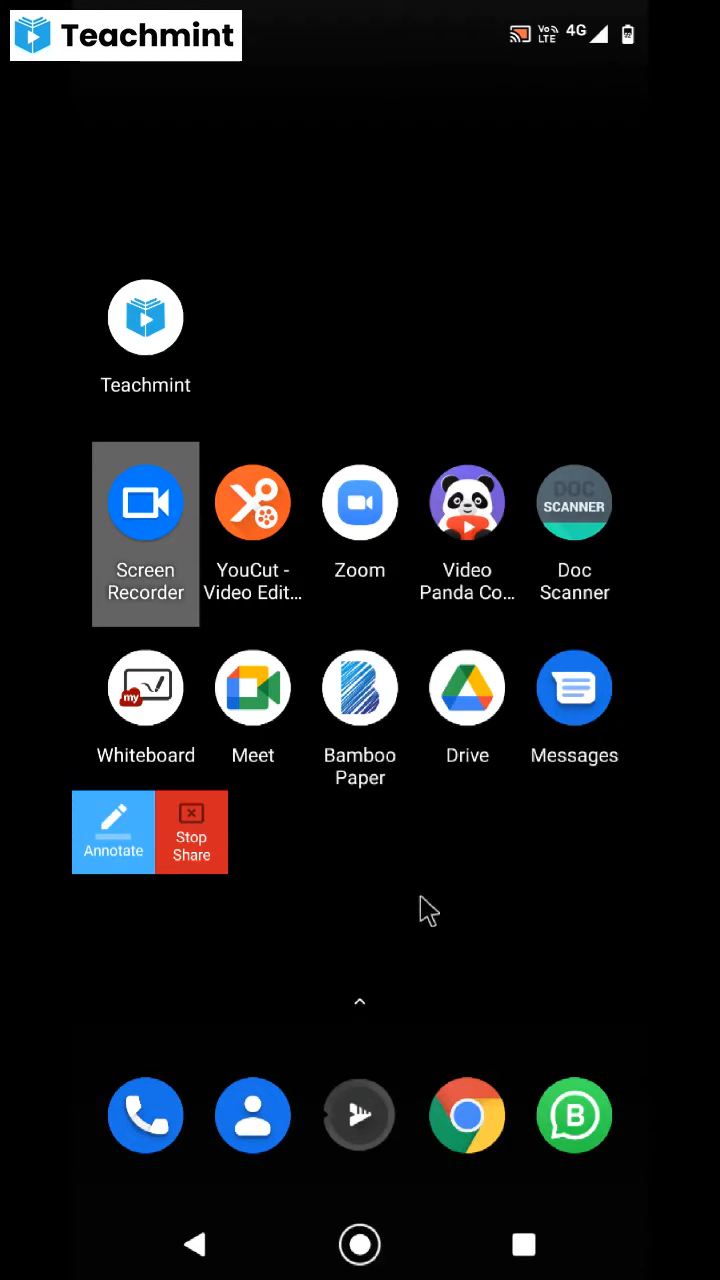 Teachmint
Vo
LTE
4G
Teachmint
DOC
SCANNER
Screen
Recorder
YouCut -
Video Edit...
Zoom
Video
Panda Co...
Doc
Scanner
my
Whiteboard
Meet
Bamboo
Paper
Drive
Messages
Annotate
Stop
Share
B